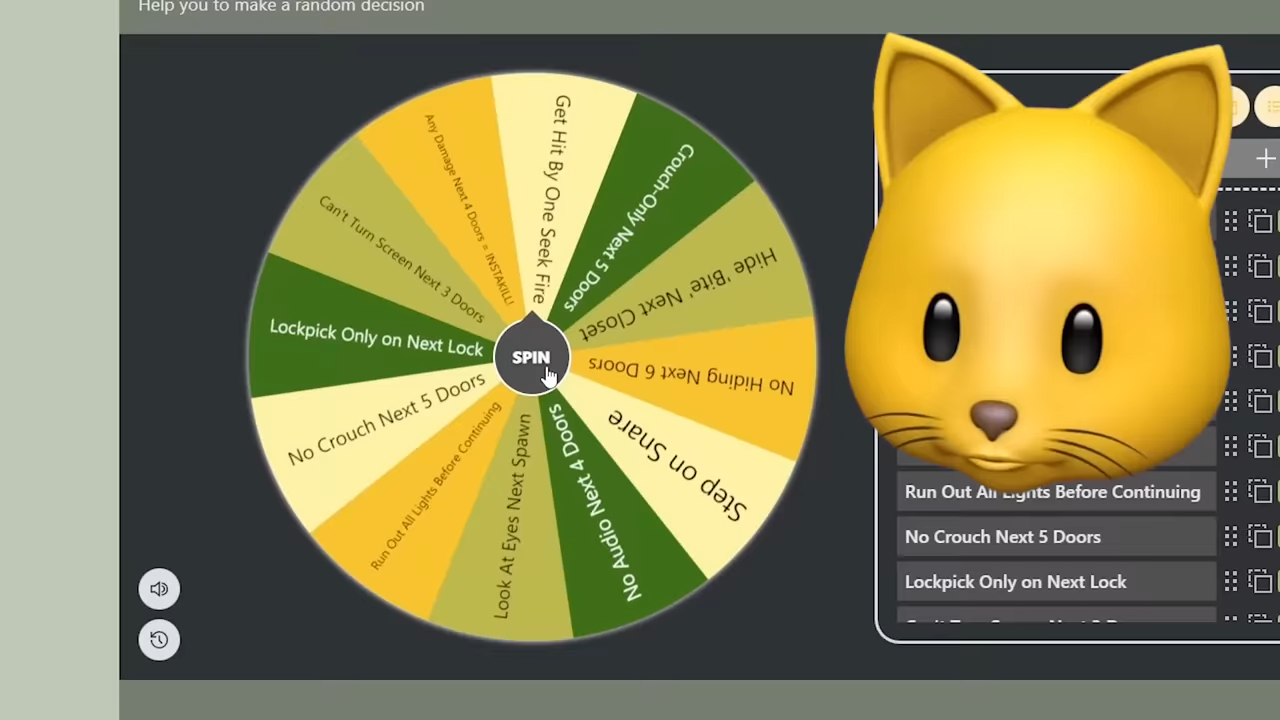 Help you to make a random decision
Get Hit By One Seek Fire
Crouch-Only Next 5 Doors
Hide 'Bite' Next Closet
No Hiding Next 6 Doors
Step on Snare
No Audio Next 4 Doors
Look At Eyes Next Spawn
Run Out All Lights Before Continuing
No Crouch Next 5 Doors
Lockpick Only on Next Lock
Can't Turn Screen Next 3 Doors
Any Damage Next 4 Doors = INSTAKILL!
SPIN
Run Out All Lights Before Continuing
No Crouch Next 5 Doors
Lockpick Only on Next Lock